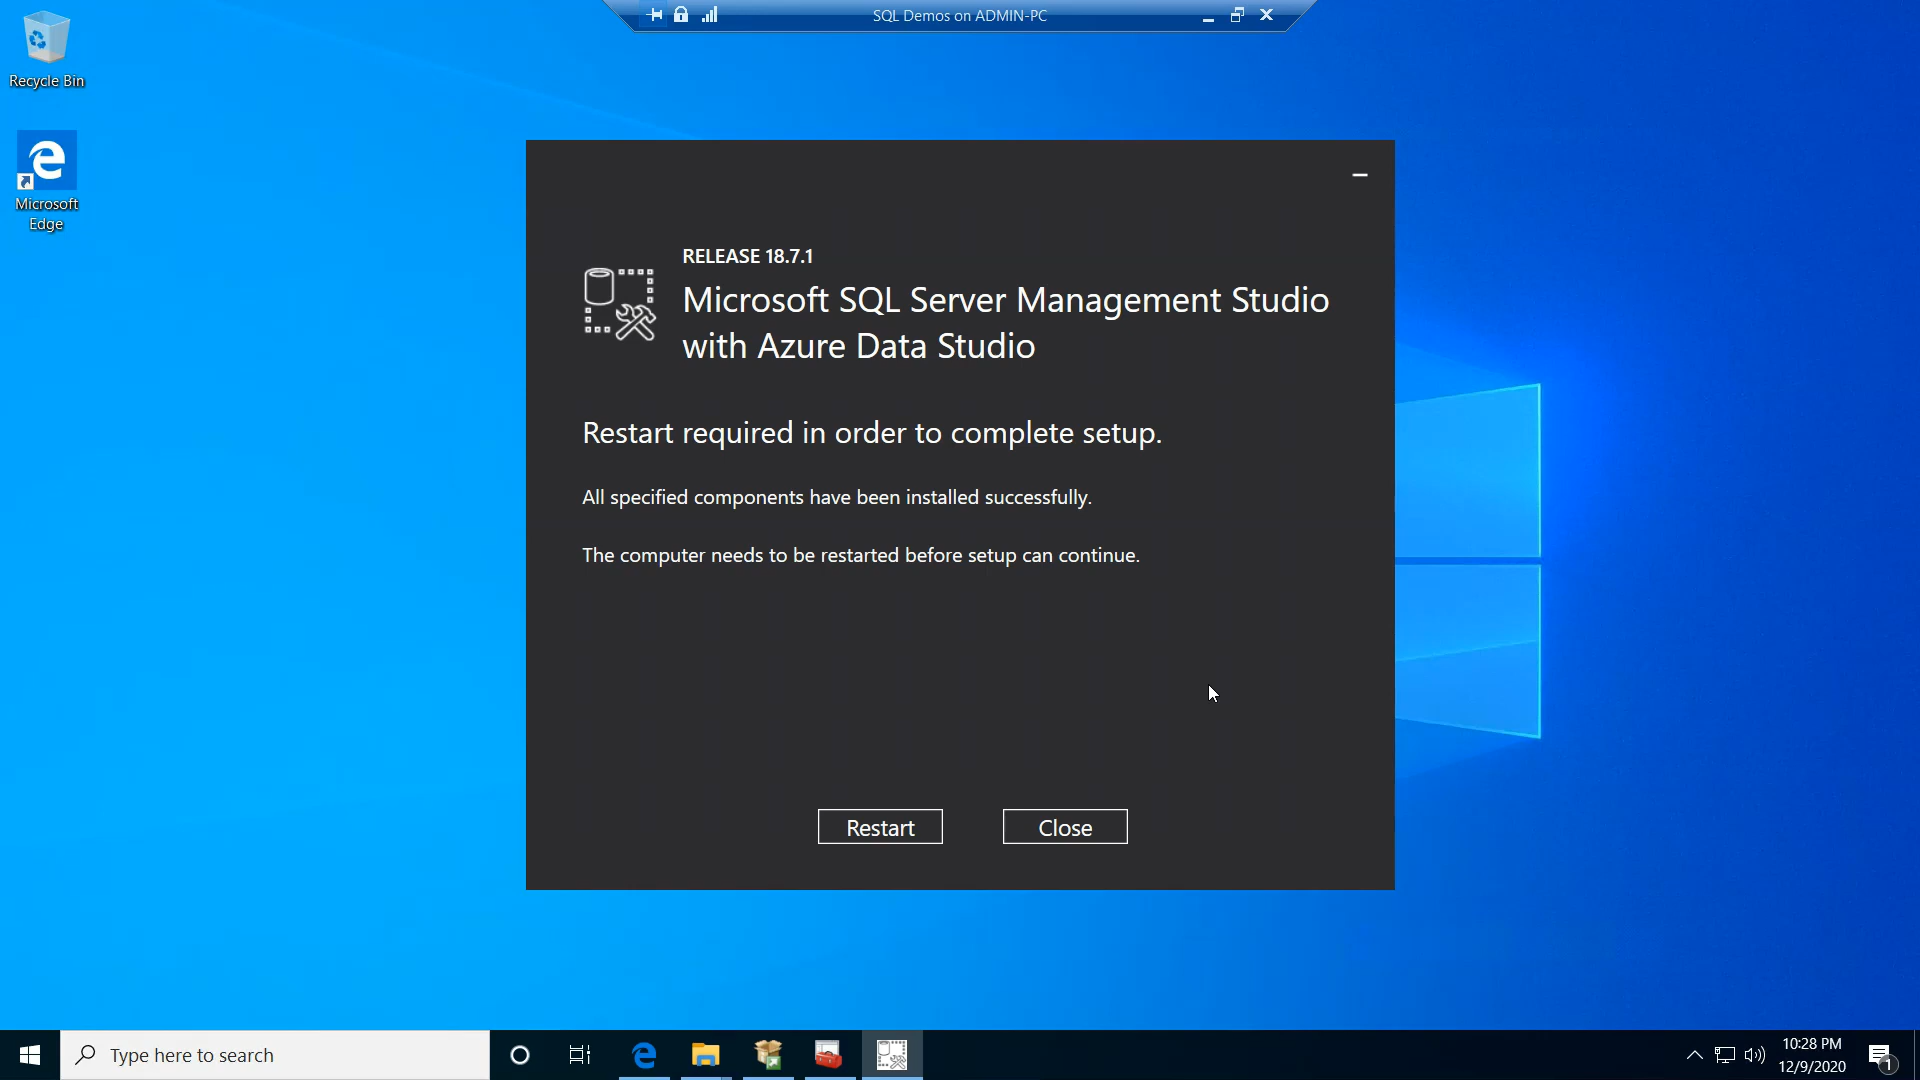 SQL Demos on ADMIN-PC
Recycle Bin
Microsoft
Edge
RELEASE 18.7.1
Microsoft SQL Server Management Studio
with Azure Data Studio
Restart required in order to complete setup.
All specified components have been installed successfully.
The computer needs to be restarted before setup can continue.
Restart
Close
Type here to search
10:28 PM
12/9/2020
1